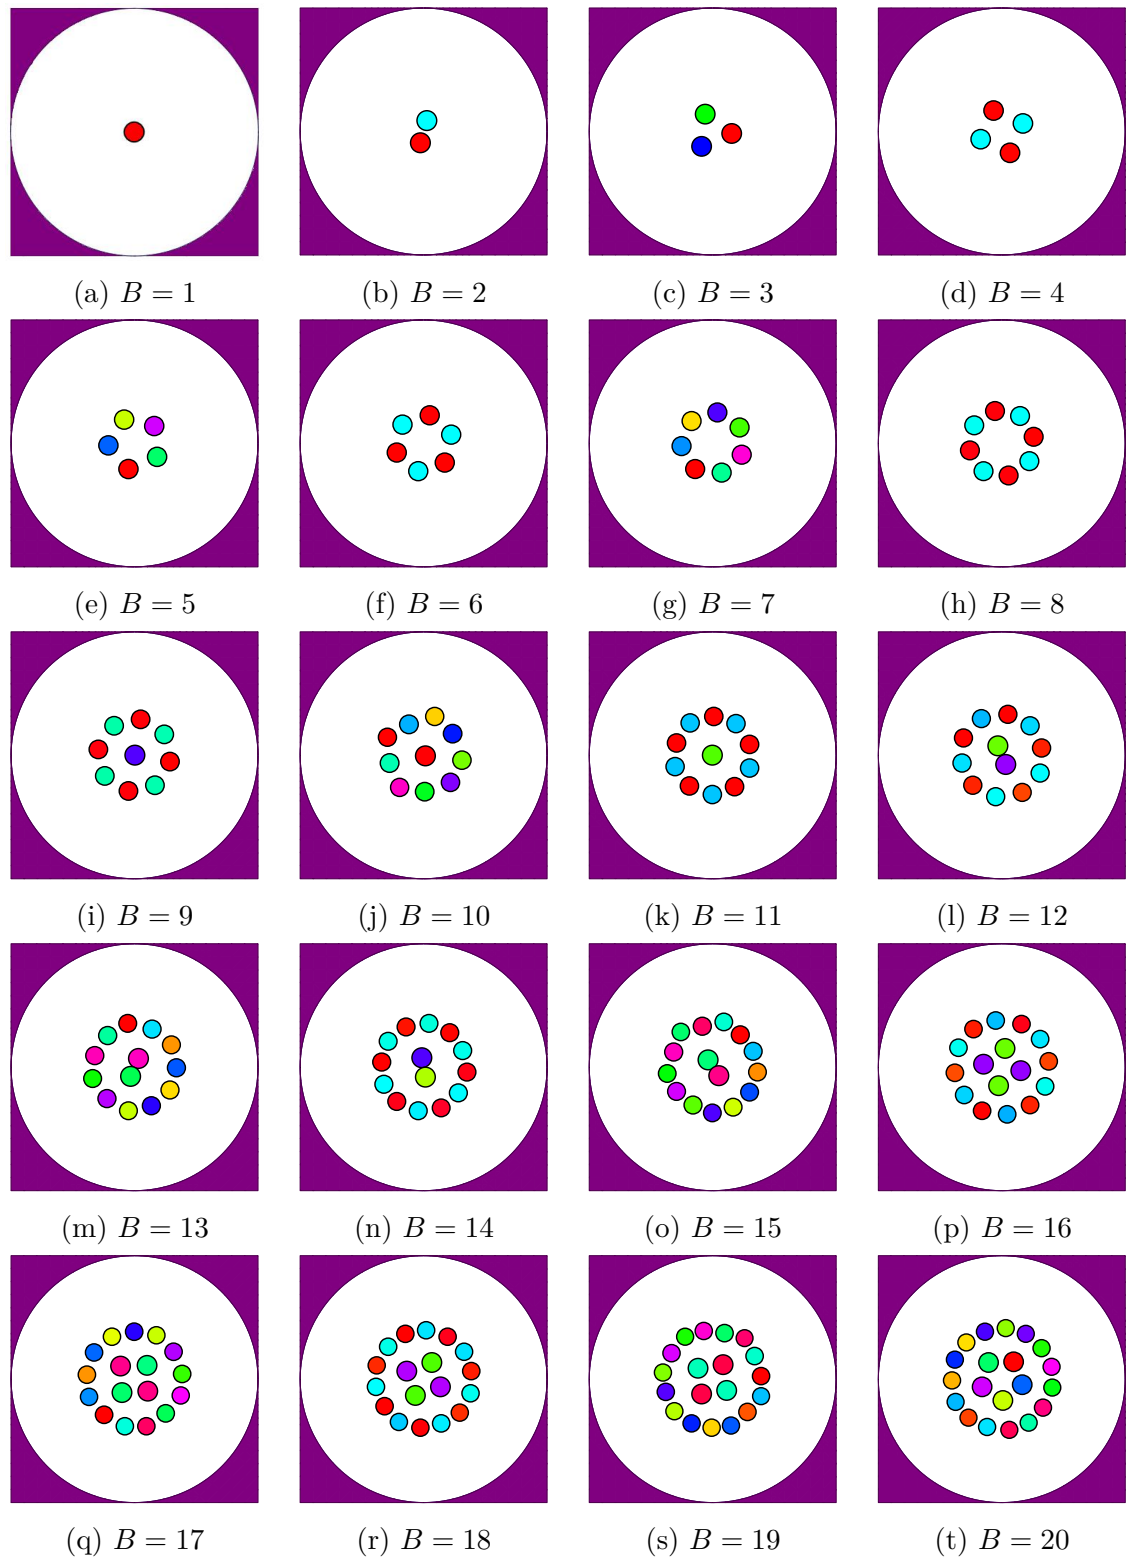 (a) B = 1
(b) B = 2
(c) B = 3
(d) B = 4
(e) B = 5
(f) B = 6
(g) B = 7
(h) B = 8
(i) B = 9
(j) B = 10
(k) B = 11
(l) B = 12
(m) B = 13
(n) B = 14
(o) B = 15
(p) B = 16
(q) B = 17
(r) B = 18
(s) B = 19
(t) B = 20